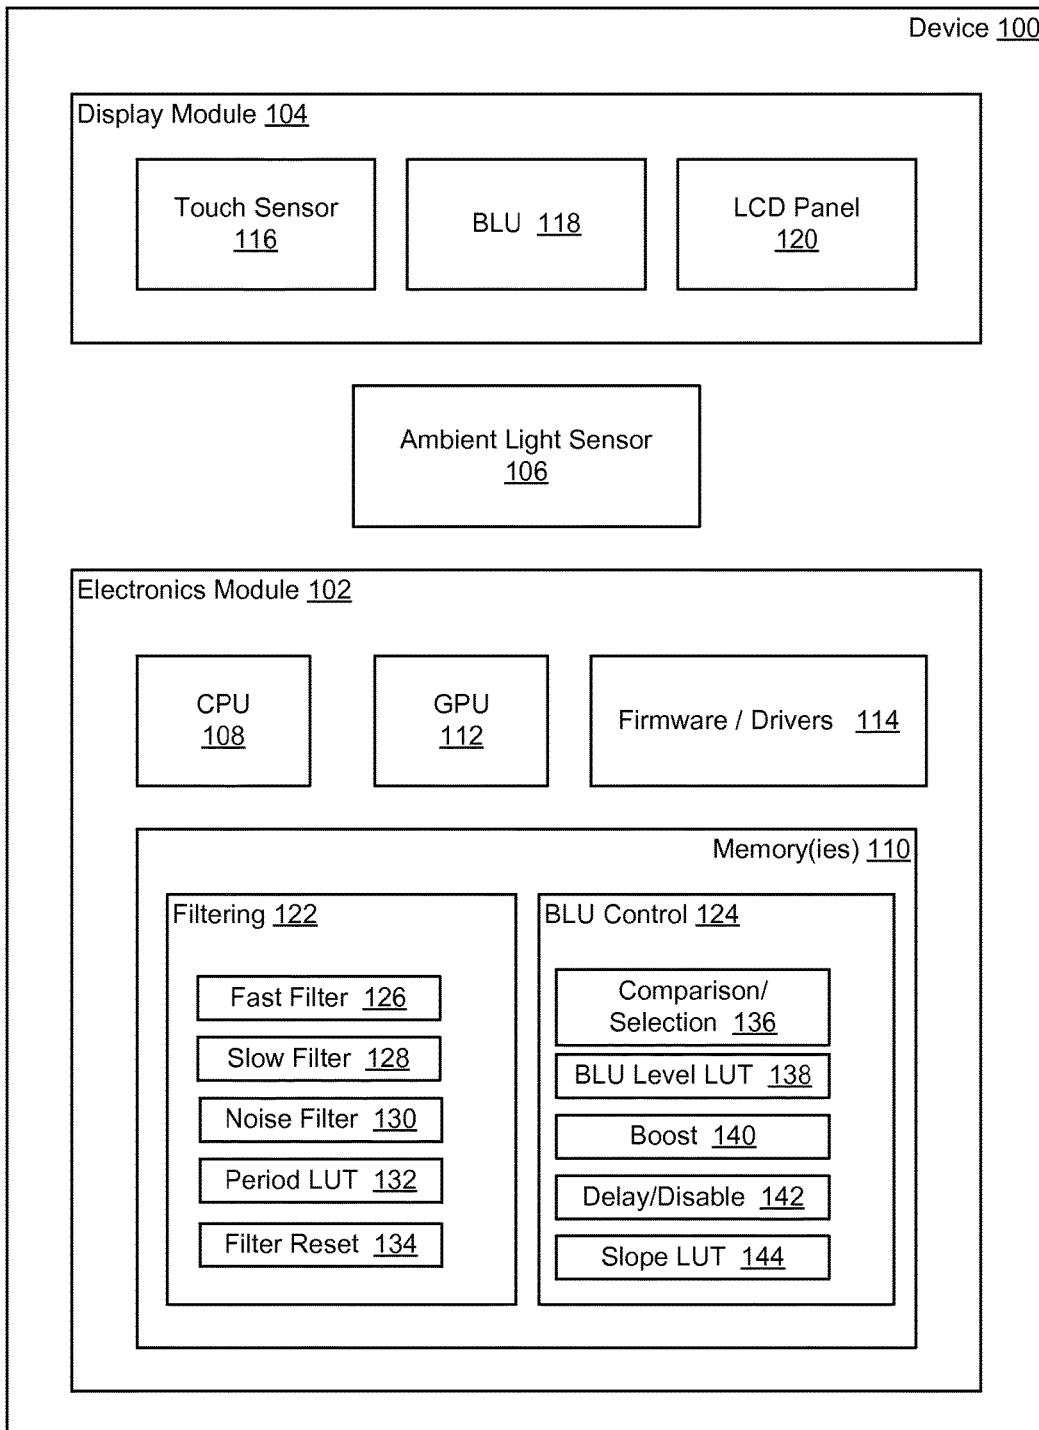 Device 100
Display Module 104
Touch Sensor
116
BLU 118
LCD Panel
120
Ambient Light Sensor
106
Electronics Module 102
CPU
108
GPU
112
Firmware / Drivers 114
Memory(ies) 110
Filtering 122
Fast Filter 126
Slow Filter 128
Noise Filter 130
Period LUT 132
Filter Reset 134
BLU Control 124
Comparison/
Selection 136
BLU Level LUT 138
Boost 140
Delay/Disable 142
Slope LUT 144